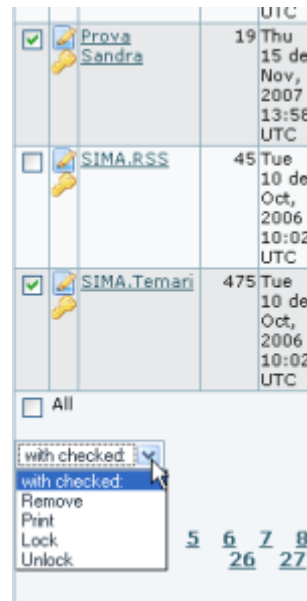 UTC
Prova 19 Thu
Sandra 15 de
Nov,
2007
13:58
UTC
SIMA.RSS 45 Tue
10 de
Oct,
2006
10:02
UTC
SIMA.Temari 475 Tue
10 de
Oct,
2006
10:02
UTC
All
with checked:
with checked:
Remove
Print
Lock 5 6 7 8
Unlock 26 27